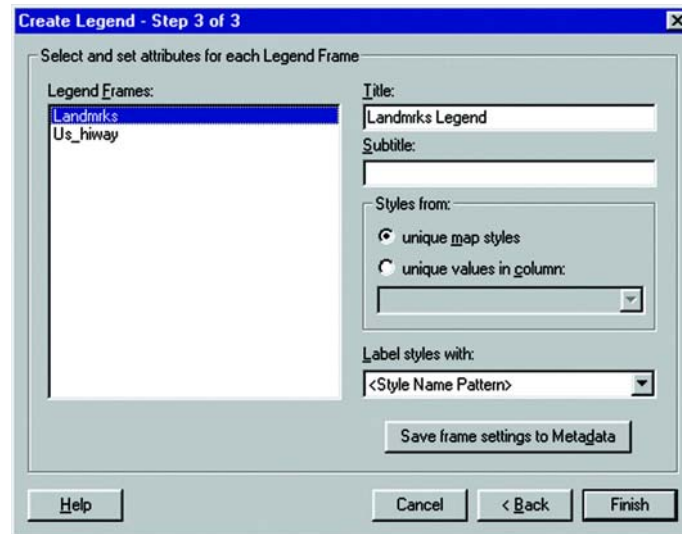 Create Legend - Step 3 of 3
Select and set attributes for each Legend Frame
Legend Frames:
Landmrks
Us_hiway
Title:
Landmrks Legend
Subtitle:
Styles from:
unique map styles
unique values in column:
Label styles with:
<Style Name Pattern>
Save frame settings to Metadata
Help
Cancel
< Back
Finish